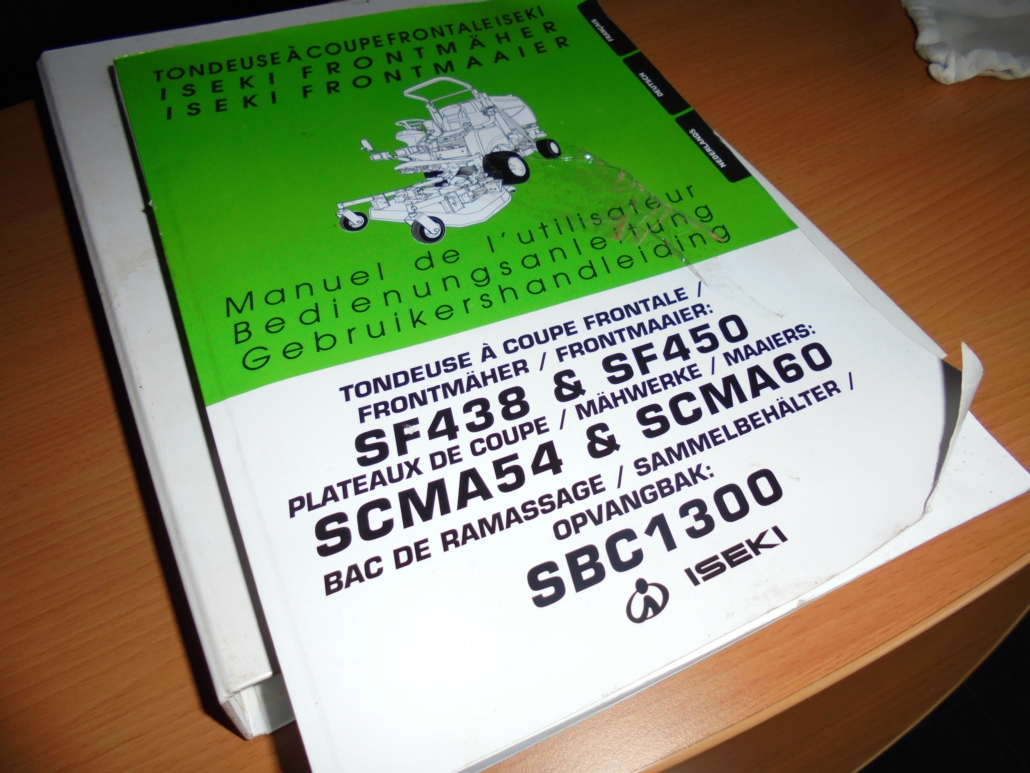 TONDEUSE À COUPE FRONTALE ISEKI
ISEKI FRONTMÄHER
ISEKI FRONTMAAIER
FRANÇAIS
DEUTSCH
NEDERLANDS
Manuel de l'utilisateur
Bedienungsanleitung
Gebruikershandleiding
TONDEUSE À COUPE FRONTALE /
FRONTMÄHER / FRONTMAAIER:
SF438 & SF450
PLATEAUX DE COUPE / MÄHWERKE / MAAIERS:
SCMA54 & SCMA60
BAC DE RAMASSAGE / SAMMELBEHÄLTER /
OPVANGBAK:
SBC1300
ISEKI